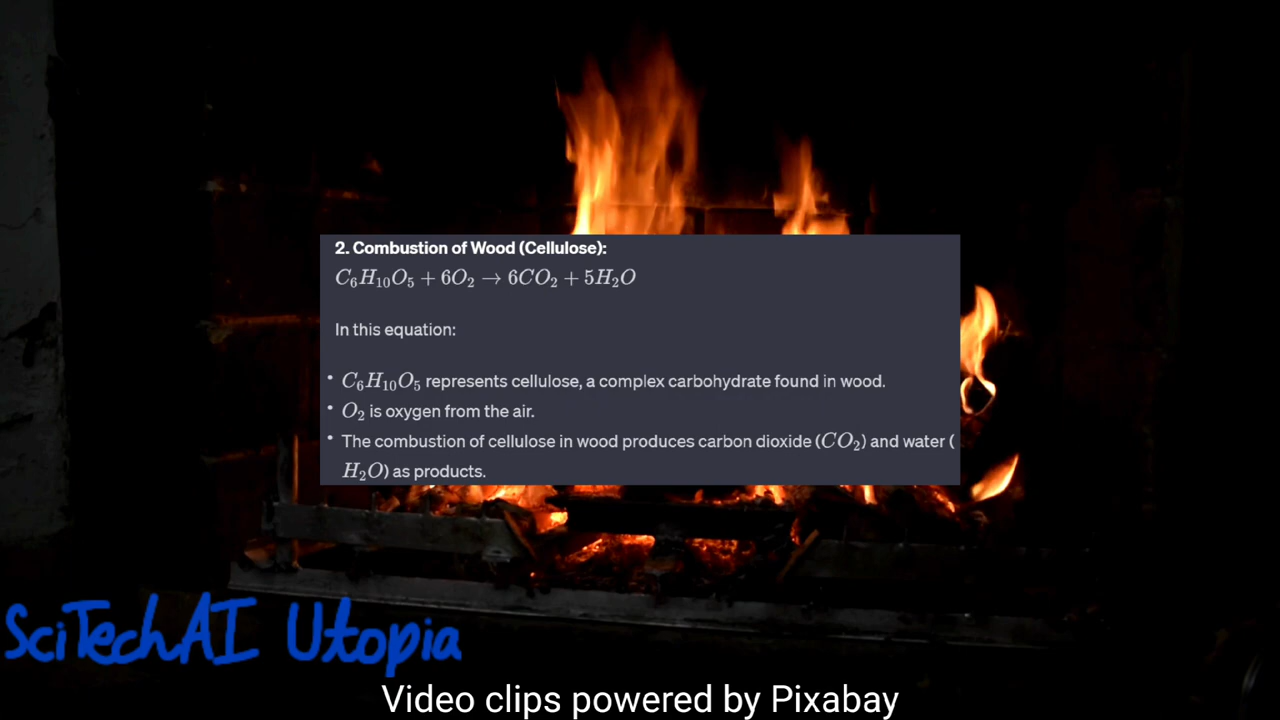 2. Combustion of Wood (Cellulose):
C₆H₁₀O₅ + 6O₂ → 6CO₂ + 5H₂O
In this equation:
• C₆H₁₀O₅ represents cellulose, a complex carbohydrate found in wood.
• O₂ is oxygen from the air.
• The combustion of cellulose in wood produces carbon dioxide (CO₂) and water (
H₂O) as products.
SciTechAI Utopia
Video clips powered by Pixabay